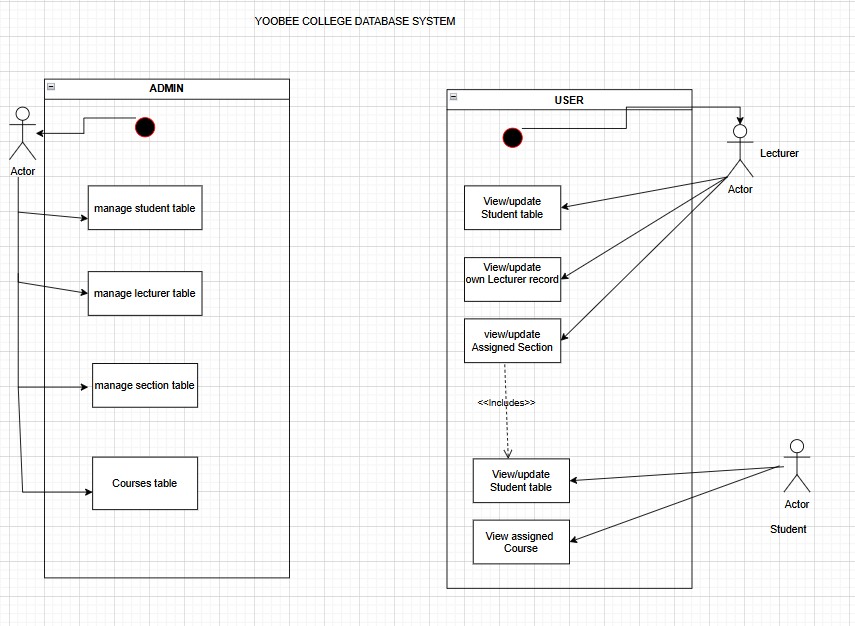 YOOBEE COLLEGE DATABASE SYSTEM
ADMIN
Actor
manage student table
manage lecturer table
manage section table
Courses table
USER
Lecturer
Actor
View/update
Student table
View/update
own Lecturer record
view/update
Assigned Section
<<Includes>>
View/update
Student table
View assigned
Course
Actor
Student